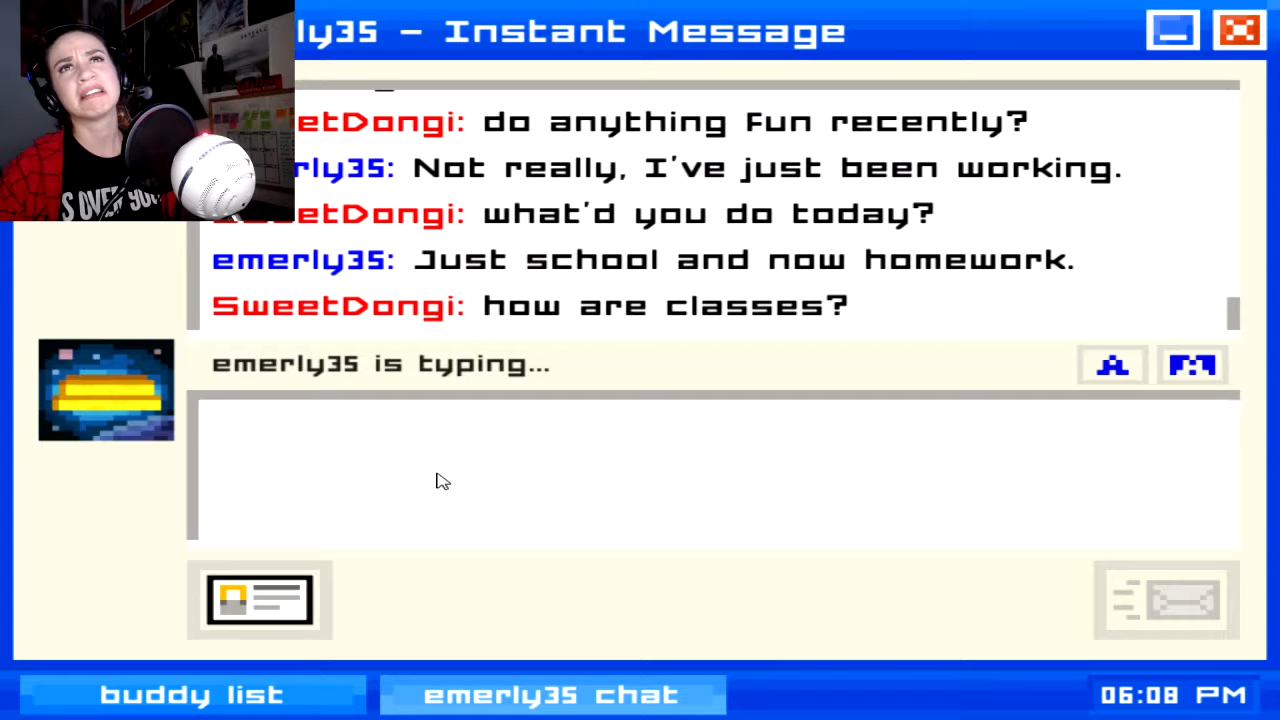 ly35 - Instant Message
etDongi: do anything fun recently?
rly35: Not really, I've just been working.
etDongi: what'd you do today?
emerly35: Just school and now homework.
SweetDongi: how are classes?
emerly35 is typing...
A
buddy list
emerly35 chat
06:08 PM